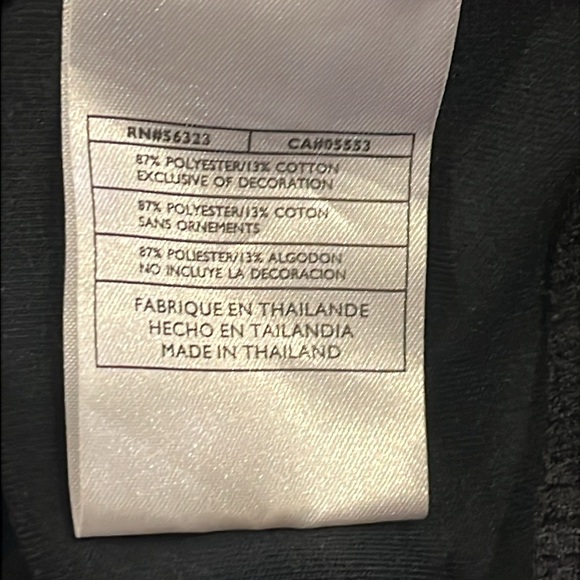 RN#56323 CA#05553
87% POLYESTER/13% COTTON
EXCLUSIVE OF DECORATION
87% POLYESTER/13% COTON
SANS ORNEMENTS
87% POLIESTER/13% ALGODON
NO INCLUYE LA DECORACION
FABRIQUE EN THAILANDE
HECHO EN TAILANDIA
MADE IN THAILAND